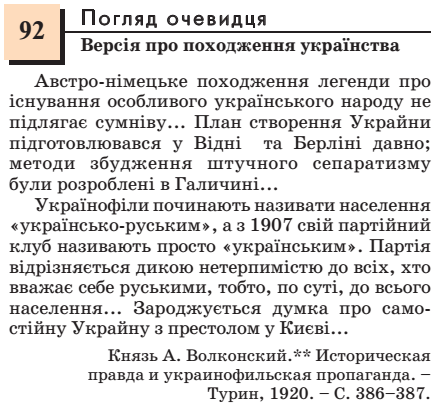 92
Погляд очевидця
Версія про походження українства
Австро-німецьке походження легенди про
існування особливого українського народу не
підлягає сумніву... План створення Украйни
підготовлювався у Відні та Берліні давно;
методи збудження штучного сепаратизму
були розроблені в Галичині...
Українофіли починають називати населення
«українсько-руським», а з 1907 свій партійний
клуб називають просто «українським». Партія
відрізняється дикою нетерпимістю до всіх, хто
вважає себе руськими, тобто, по суті, до всього
населення... Зароджується думка про само-
стійну Украйну з престолом у Києві...
Князь А. Волконский.** Историческая
правда и украинофильская пропаганда. –
Турин, 1920. – С. 386–387.